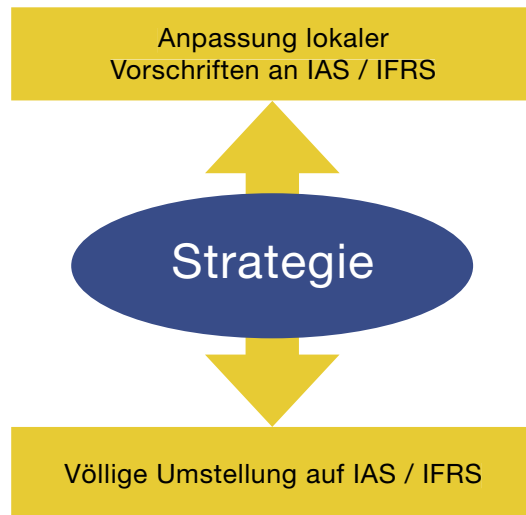 Anpassung lokaler
Vorschriften an IAS / IFRS
Strategie
Völlige Umstellung auf IAS / IFRS